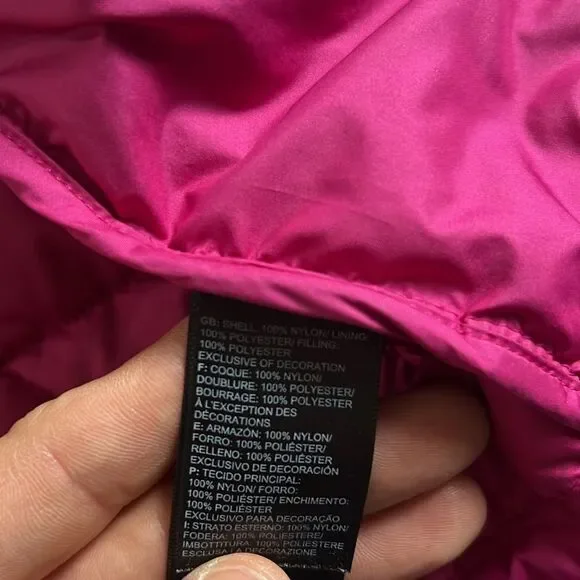 GB: SHELL, 100% NYLON/ LINING/
100% POLYESTER/ FILLING:
100% POLYESTER
EXCLUSIVE OF DECORATION
F: COQUE: 100% NYLON/
DOUBLURE: 100% POLYESTER/
BOURRAGE: 100% POLYESTER
À L'EXCEPTION DES
DÉCORATIONS
E: ARMAZÓN: 100% NYLON/
FORRO: 100% POLIÉSTER/
RELLENO: 100% POLIÉSTER
EXCLUSIVO DE DECORACIÓN
P: TECIDO PRINCIPAL:
100% NYLON/ FORRO:
100% POLIÉSTER/ ENCHIMENTO:
100% POLIÉSTER
EXCLUSIVO PARA DECORAÇÃO
I: STRATO ESTERNO: 100% NYLON/
FODERA: 100% POLIESTERE/
IMBOTTITURA: 100% POLIESTERE
ESCLUSA LA DECORAZIONE